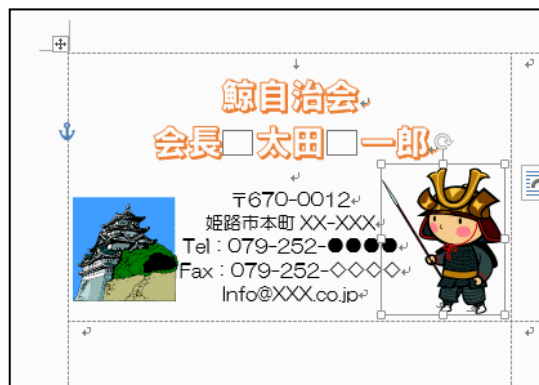 鯨自治会
会長□太田□一郎
〒670-0012
姫路市本町 XX-XXX
Tel：079-252-●●●●
Fax：079-252-◇◇◇◇
Info@XXX.co.jp